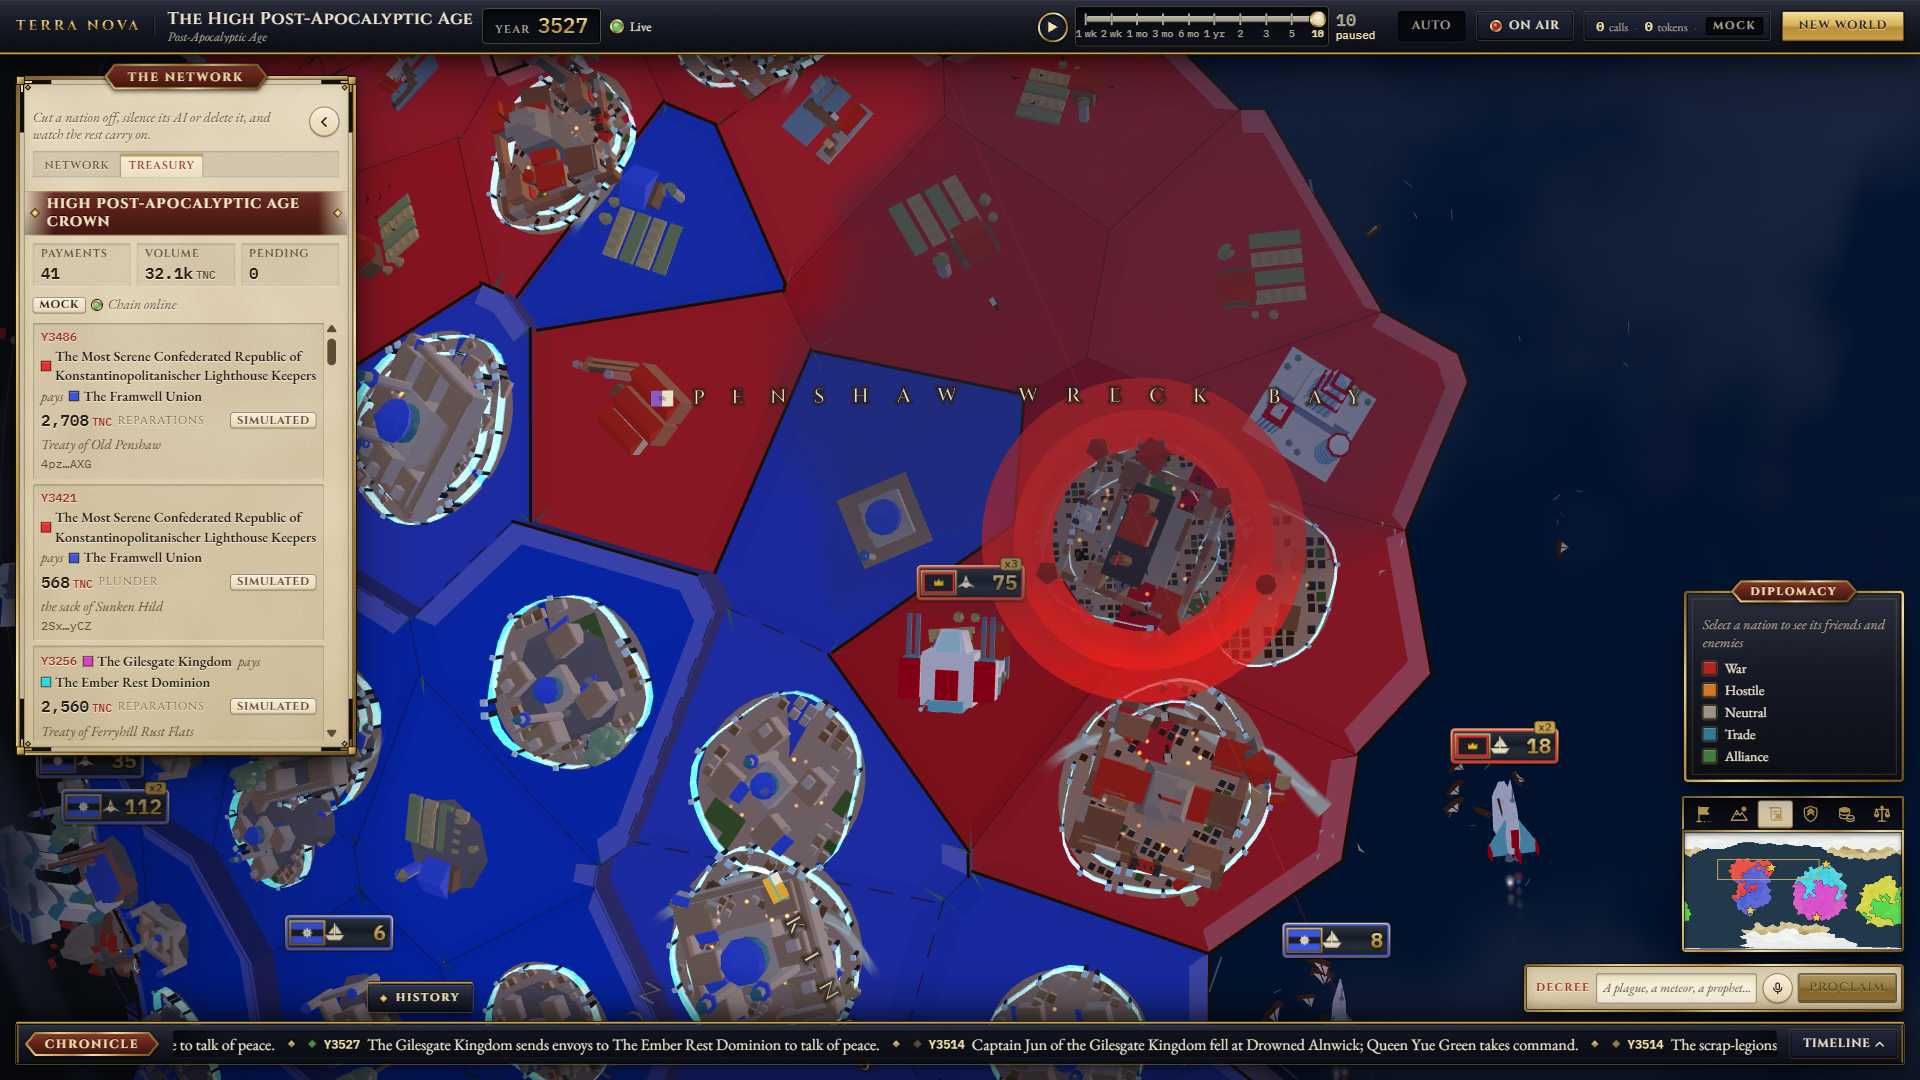 TERRA NOVA
THE HIGH POST-APOCALYPTIC AGE
Post-Apocalyptic Age
YEAR 3527
Live
1 wk 2 wk 1 mo 3 mo 6 mo 1 yr 2 3 5 10
10
paused
AUTO
ON AIR
0 calls · 0 tokens · MOCK
NEW WORLD
THE NETWORK
Cut a nation off, silence its AI or delete it, and
watch the rest carry on.
NETWORK TREASURY
HIGH POST-APOCALYPTIC AGE
CROWN
PAYMENTS VOLUME PENDING
41 32.1k TNC 0
MOCK Chain online
Y3486
The Most Serene Confederated Republic of
Konstantinopolitanischer Lighthouse Keepers
pays The Framwell Union
2,708 TNC REPARATIONS SIMULATED
Treaty of Old Penshaw
4pz…AXG
Y3421
The Most Serene Confederated Republic of
Konstantinopolitanischer Lighthouse Keepers
pays The Framwell Union
568 TNC PLUNDER SIMULATED
the sack of Sunken Hild
2Sx…yCZ
Y3256 The Gilesgate Kingdom pays
The Ember Rest Dominion
2,560 TNC REPARATIONS SIMULATED
Treaty of Ferryhill Rust Flats
PENSHAW WRECK BAY
x3
75
x2
18
35
x2
112
6
8
KIN
HISTORY
DIPLOMACY
Select a nation to see its friends and
enemies
War
Hostile
Neutral
Trade
Alliance
DECREE A plague, a meteor, a prophet... PROCLAIM
CHRONICLE
e to talk of peace. Y3527 The Gilesgate Kingdom sends envoys to The Ember Rest Dominion to talk of peace. Y3514 Captain Jun of the Gilesgate Kingdom fell at Drowned Alnwick; Queen Yue Green takes command. Y3514 The scrap-legions
TIMELINE